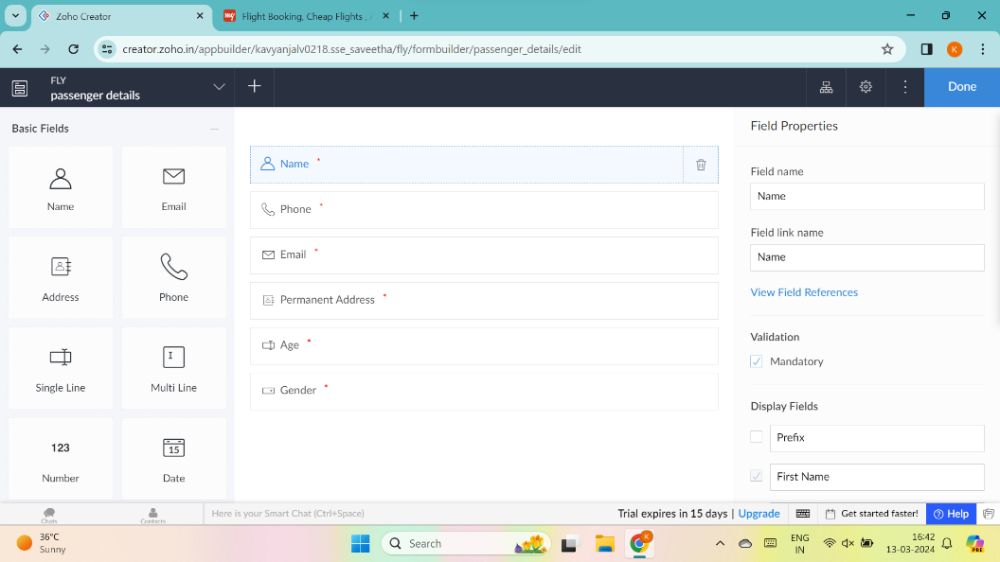 Zoho Creator
Flight Booking, Cheap Flights , A
creator.zoho.in/appbuilder/kavyanjalv0218.sse_saveetha/fly/formbuilder/passenger_details/edit
K
FLY
passenger details
Done
Basic Fields
Name
Email
Address
Phone
Single Line
Multi Line
123
Number
15
Date
Name *
Phone *
Email *
Permanent Address *
Age *
Gender *
Field Properties
Field name
Name
Field link name
Name
View Field References
Validation
Mandatory
Display Fields
Prefix
First Name
Chats
Contacts
Here is your Smart Chat (Ctrl+Space)
Trial expires in 15 days | Upgrade
Get started faster!
Help
36°C
Sunny
Search
ENG
IN
16:42
13-03-2024
PRE